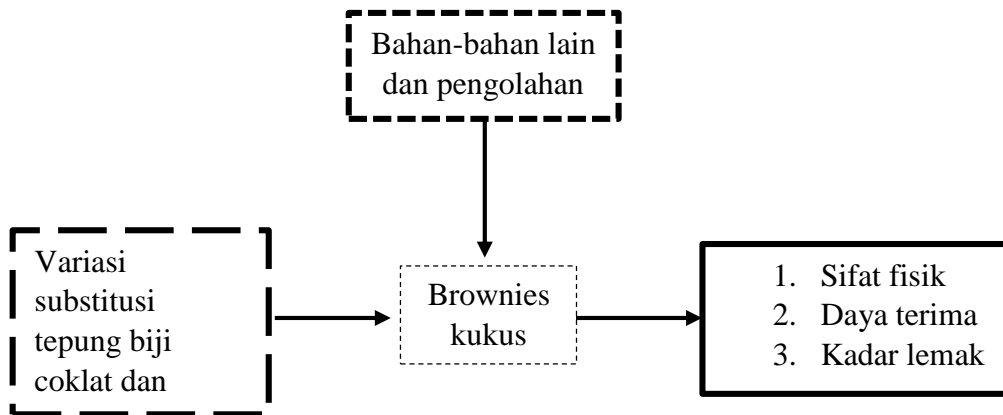 Bahan-bahan lain
dan pengolahan
Variasi
substitusi
tepung biji
coklat dan
Brownies
kukus
1. Sifat fisik
2. Daya terima
3. Kadar lemak